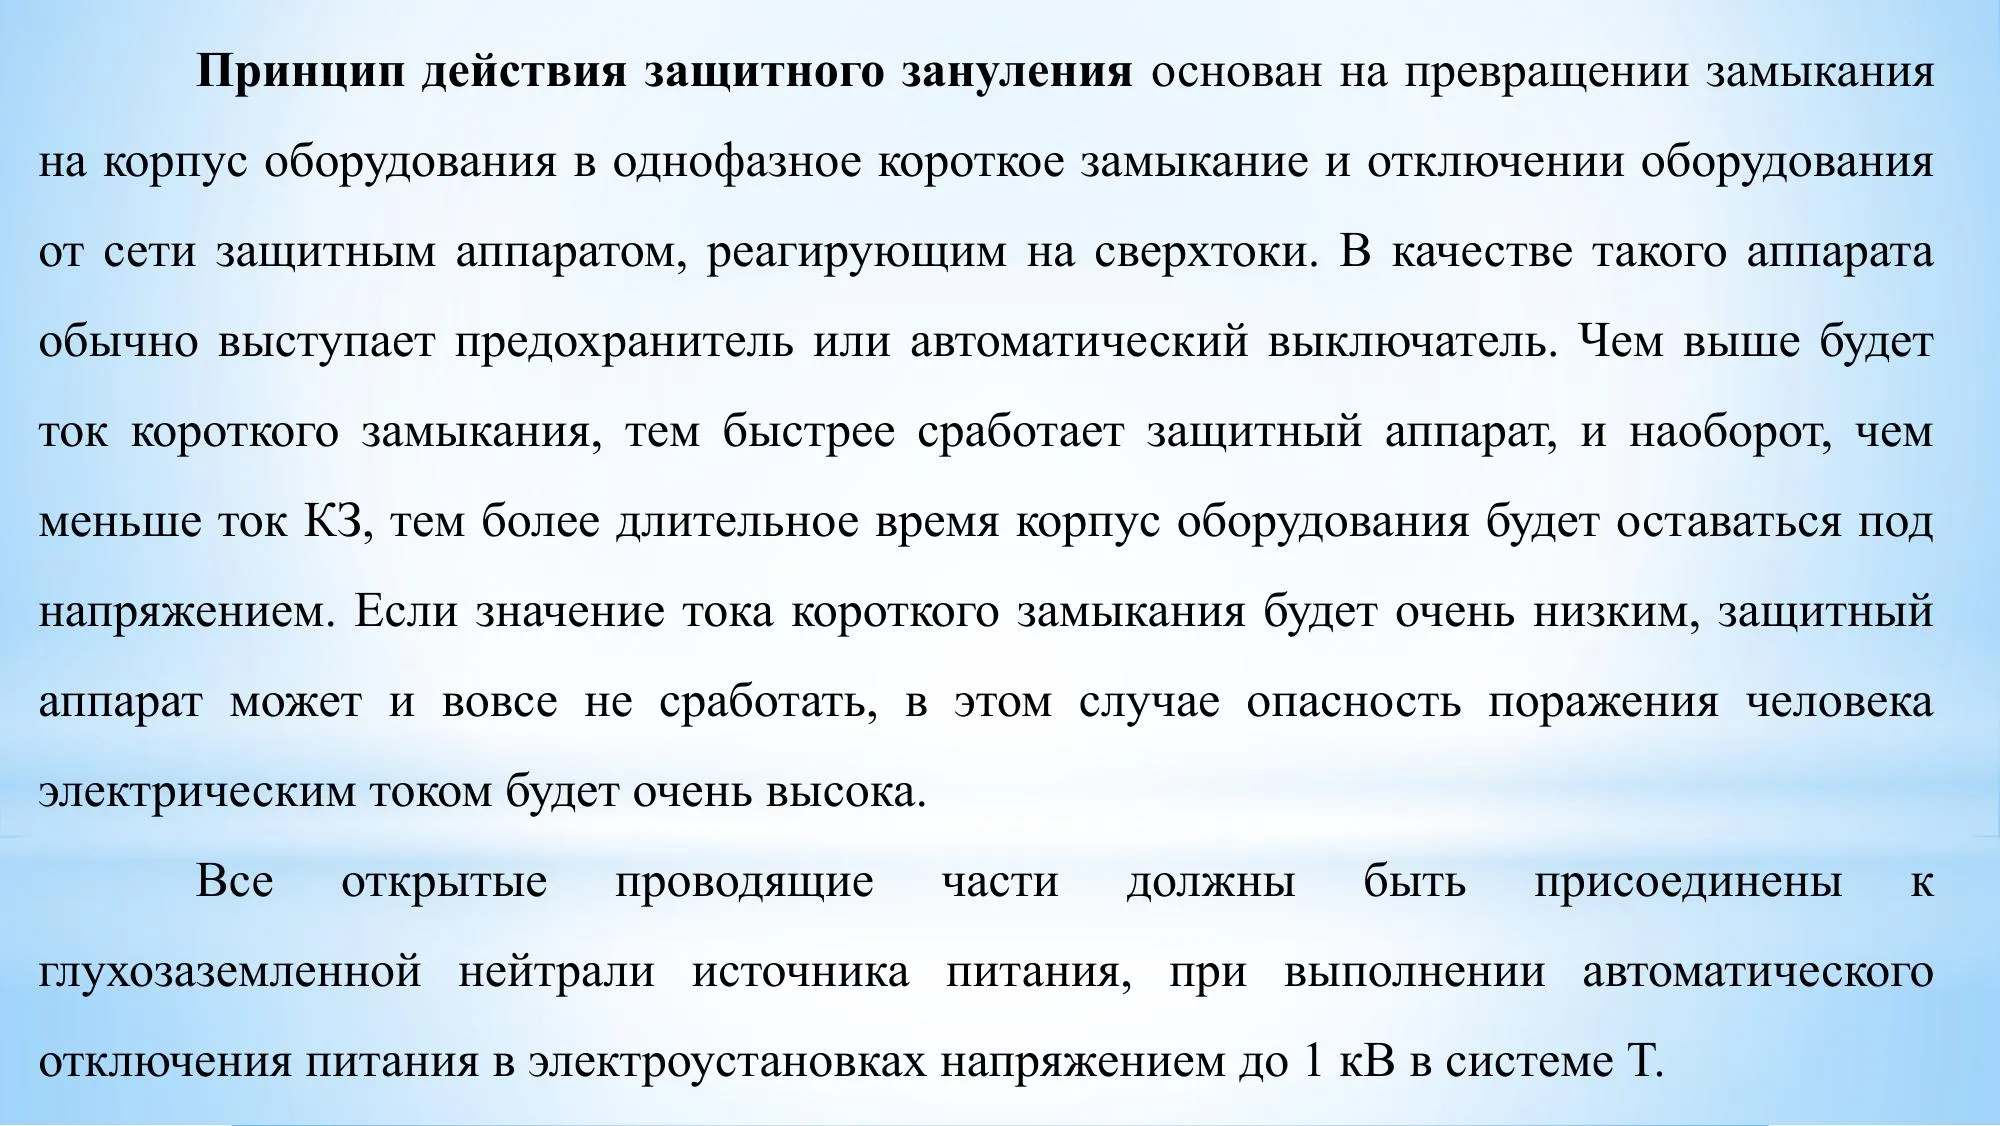 Принцип действия защитного зануления основан на превращении замыкания
на корпус оборудования в однофазное короткое замыкание и отключении оборудования
от сети защитным аппаратом, реагирующим на сверхтоки. В качестве такого аппарата
обычно выступает предохранитель или автоматический выключатель. Чем выше будет
ток короткого замыкания, тем быстрее сработает защитный аппарат, и наоборот, чем
меньше ток КЗ, тем более длительное время корпус оборудования будет оставаться под
напряжением. Если значение тока короткого замыкания будет очень низким, защитный
аппарат может и вовсе не сработать, в этом случае опасность поражения человека
электрическим током будет очень высока.
Все открытые проводящие части должны быть присоединены к
глухозаземленной нейтрали источника питания, при выполнении автоматического
отключения питания в электроустановках напряжением до 1 кВ в системе Т.